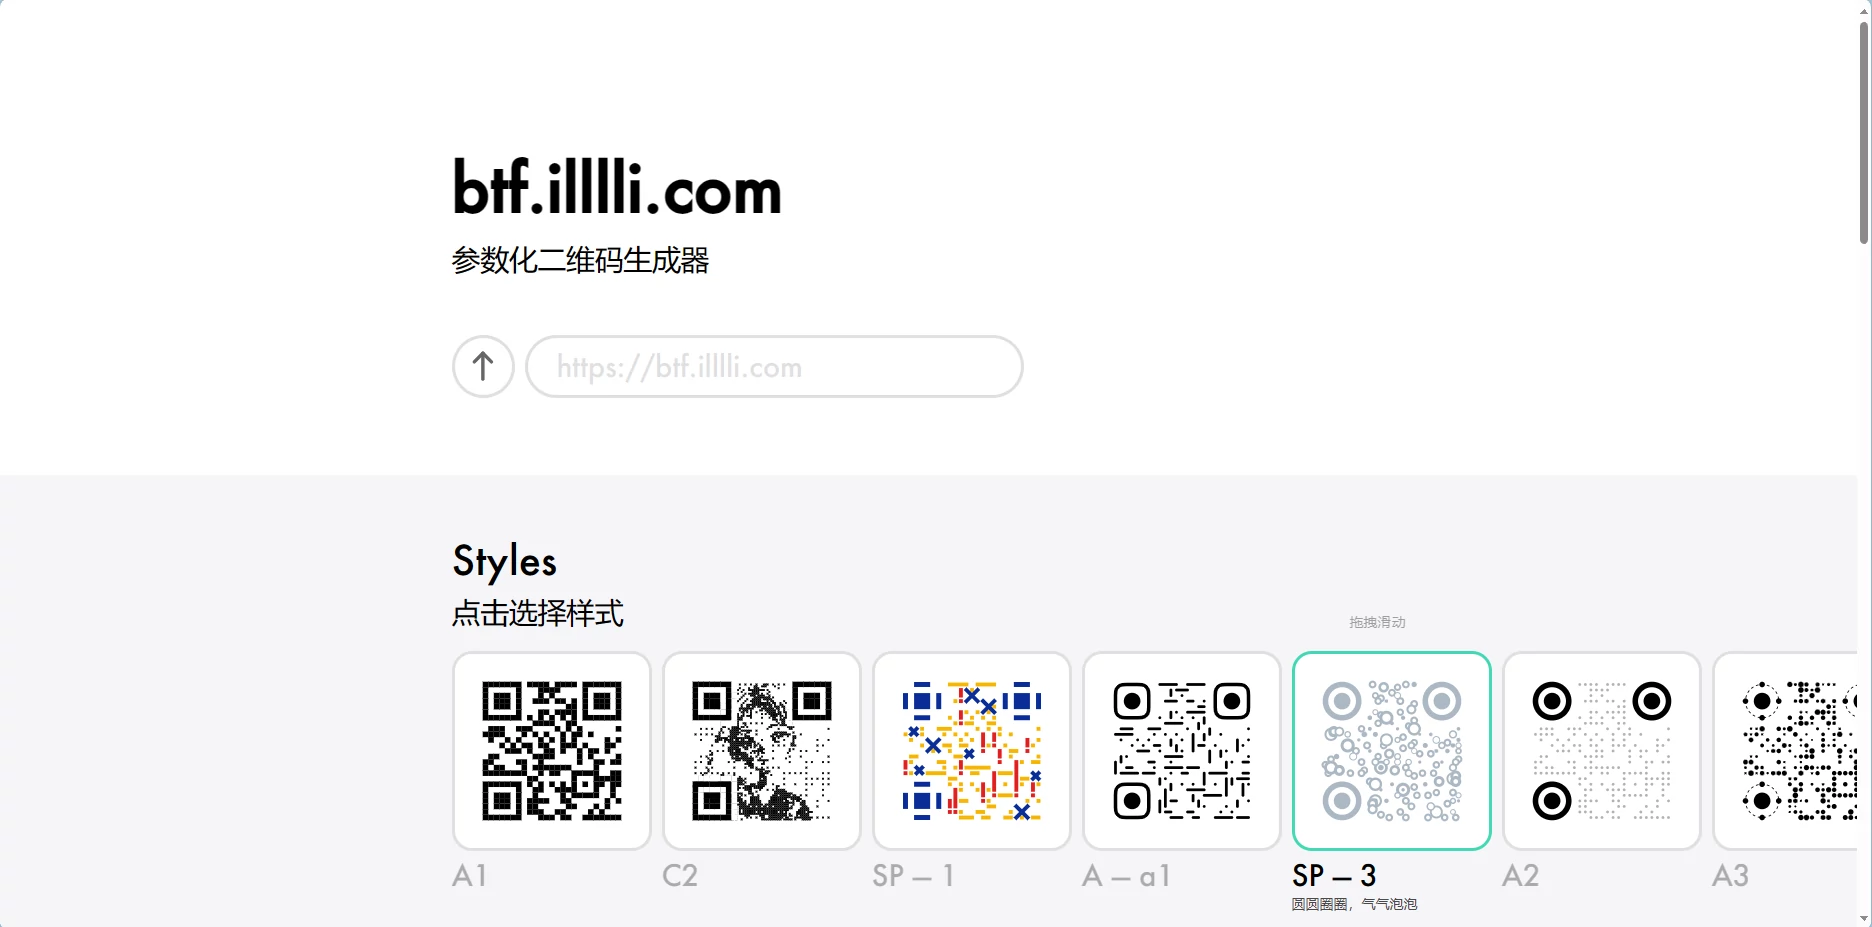 btf.illlli.com
参数化二维码生成器
https://btf.illlli.com
Styles
点击选择样式
拖拽滑动
A1
C2
SP — 1
A — a1
SP — 3
圆圆圈圈，气气泡泡
A2
A3